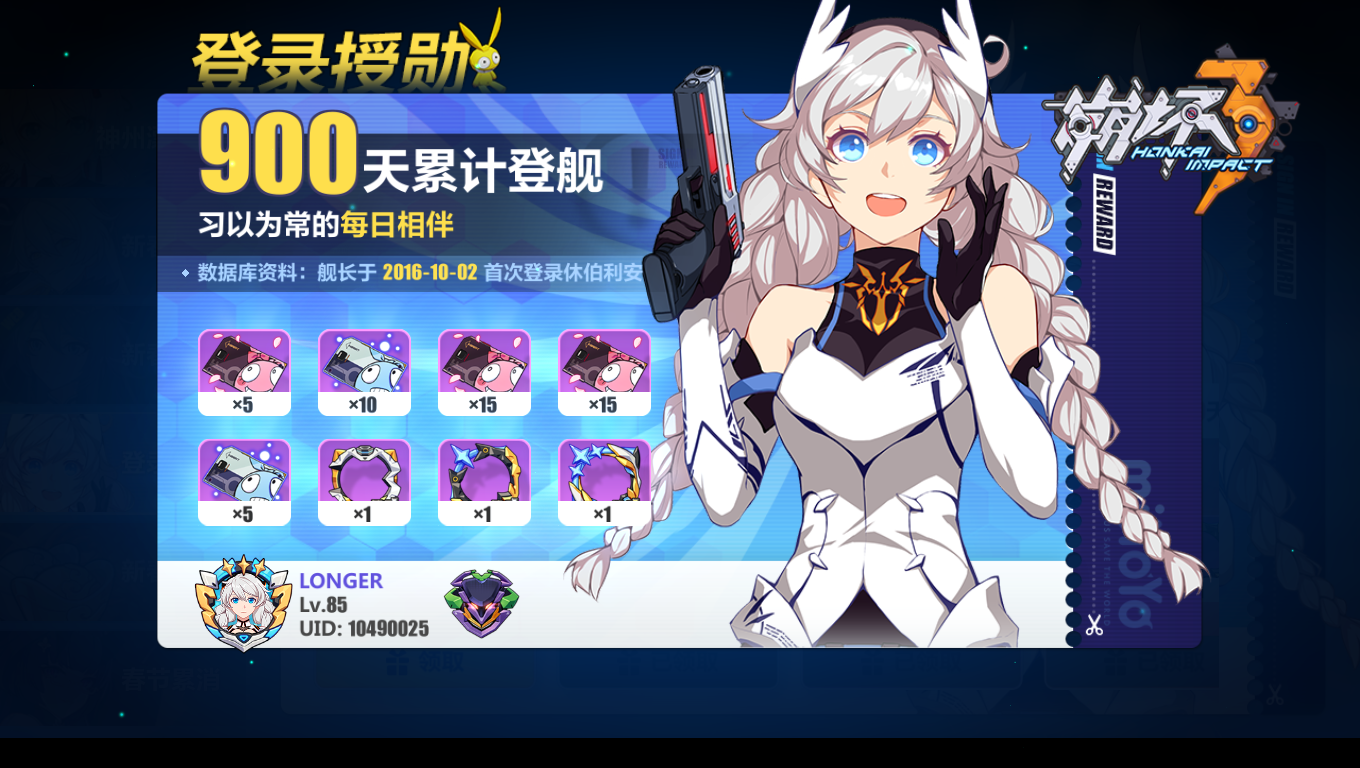 登录授勋
900天累计登舰
习以为常的每日相伴
数据库资料：舰长于 2016-10-02 首次登录休伯利安
崩坏3
HONKAI IMPACT
REWARD
×5
×10
×15
×15
×5
×1
×1
×1
LONGER
Lv.85
UID: 10490025